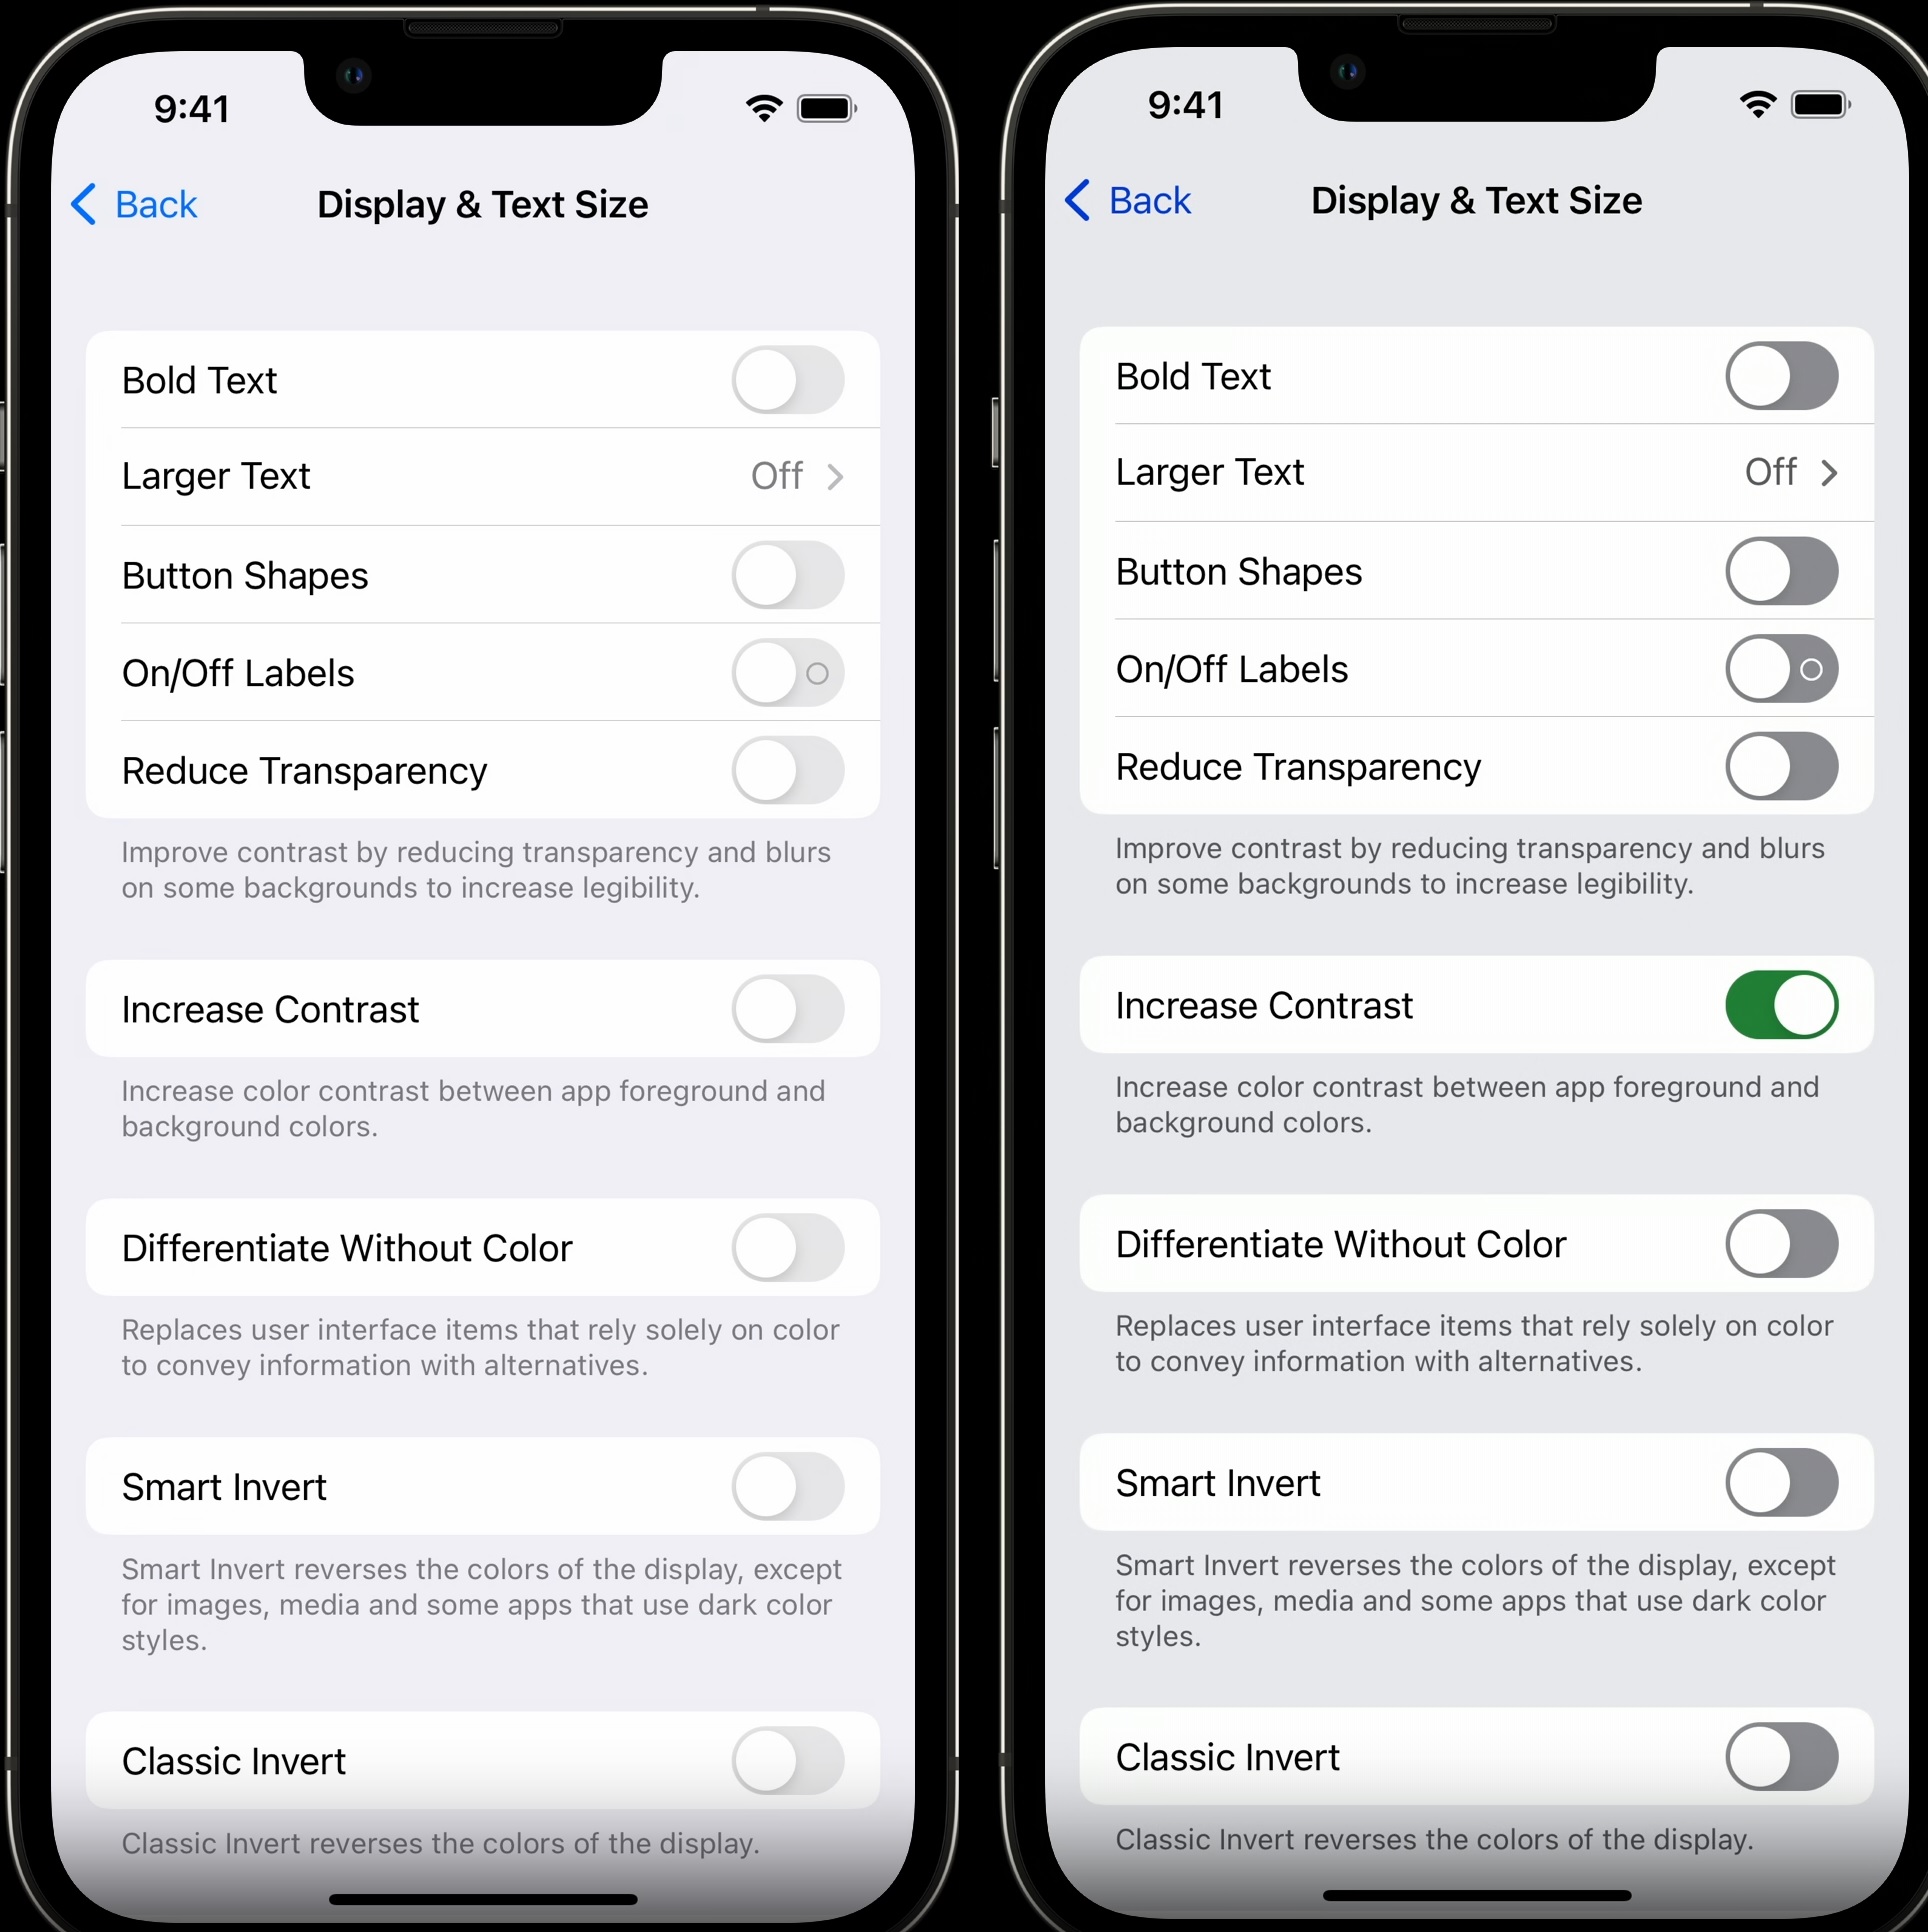 9:41
Back
Display & Text Size
Bold Text
Larger Text Off
Button Shapes
On/Off Labels
Reduce Transparency
Improve contrast by reducing transparency and blurs
on some backgrounds to increase legibility.
Increase Contrast
Increase color contrast between app foreground and
background colors.
Differentiate Without Color
Replaces user interface items that rely solely on color
to convey information with alternatives.
Smart Invert
Smart Invert reverses the colors of the display, except
for images, media and some apps that use dark color
styles.
Classic Invert
Classic Invert reverses the colors of the display.
9:41
Back
Display & Text Size
Bold Text
Larger Text Off
Button Shapes
On/Off Labels
Reduce Transparency
Improve contrast by reducing transparency and blurs
on some backgrounds to increase legibility.
Increase Contrast
Increase color contrast between app foreground and
background colors.
Differentiate Without Color
Replaces user interface items that rely solely on color
to convey information with alternatives.
Smart Invert
Smart Invert reverses the colors of the display, except
for images, media and some apps that use dark color
styles.
Classic Invert
Classic Invert reverses the colors of the display.